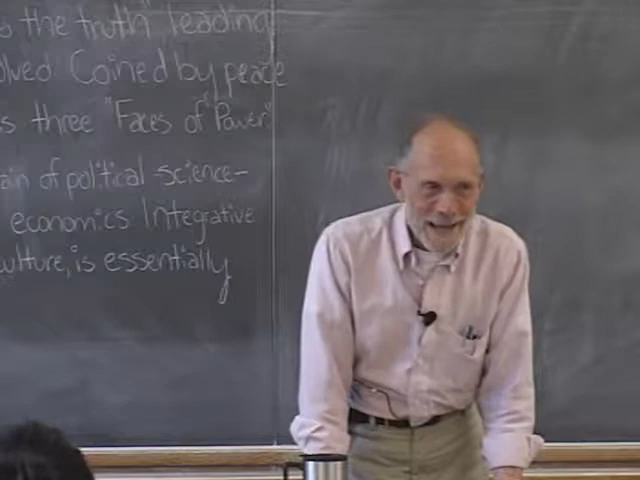 the truth" leading
Coined by peace
s three "Faces of Power"
ain of political-science-
economics. Integrative
culture, is essentially